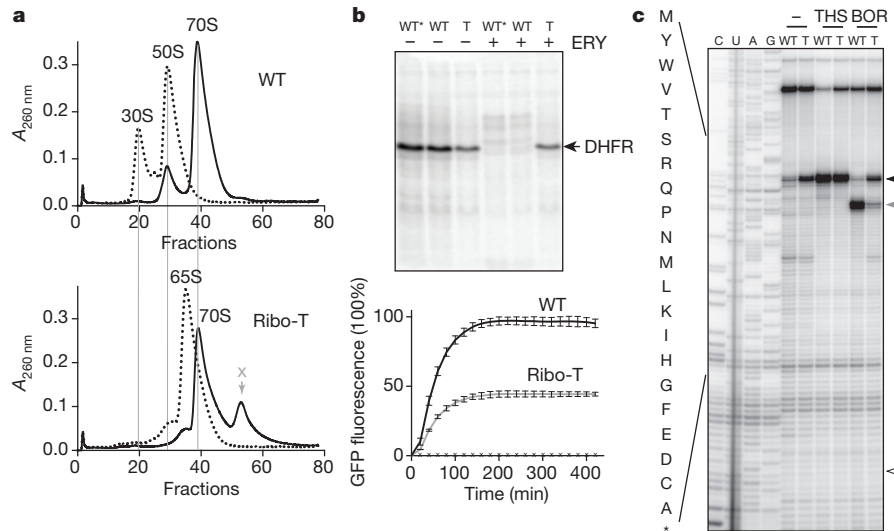 a
70S
50S
30S
WT
A260 nm
0.3
0.2
0.1
0.0
0 20 40 60 80
Fractions
65S
70S
Ribo-T
x
A260 nm
0.3
0.2
0.1
0.0
0 20 40 60 80
Fractions
b
WT* WT T WT* WT T
– – – + + + ERY
DHFR
GFP fluorescence (100%)
100
50
0
WT
Ribo-T
0 100 200 300 400
Time (min)
c
– THS BOR
C U A G WT T WT T WT T
M
Y
W
V
T
S
R
Q
P
N
M
L
K
I
H
G
F
E
D
C
A
*